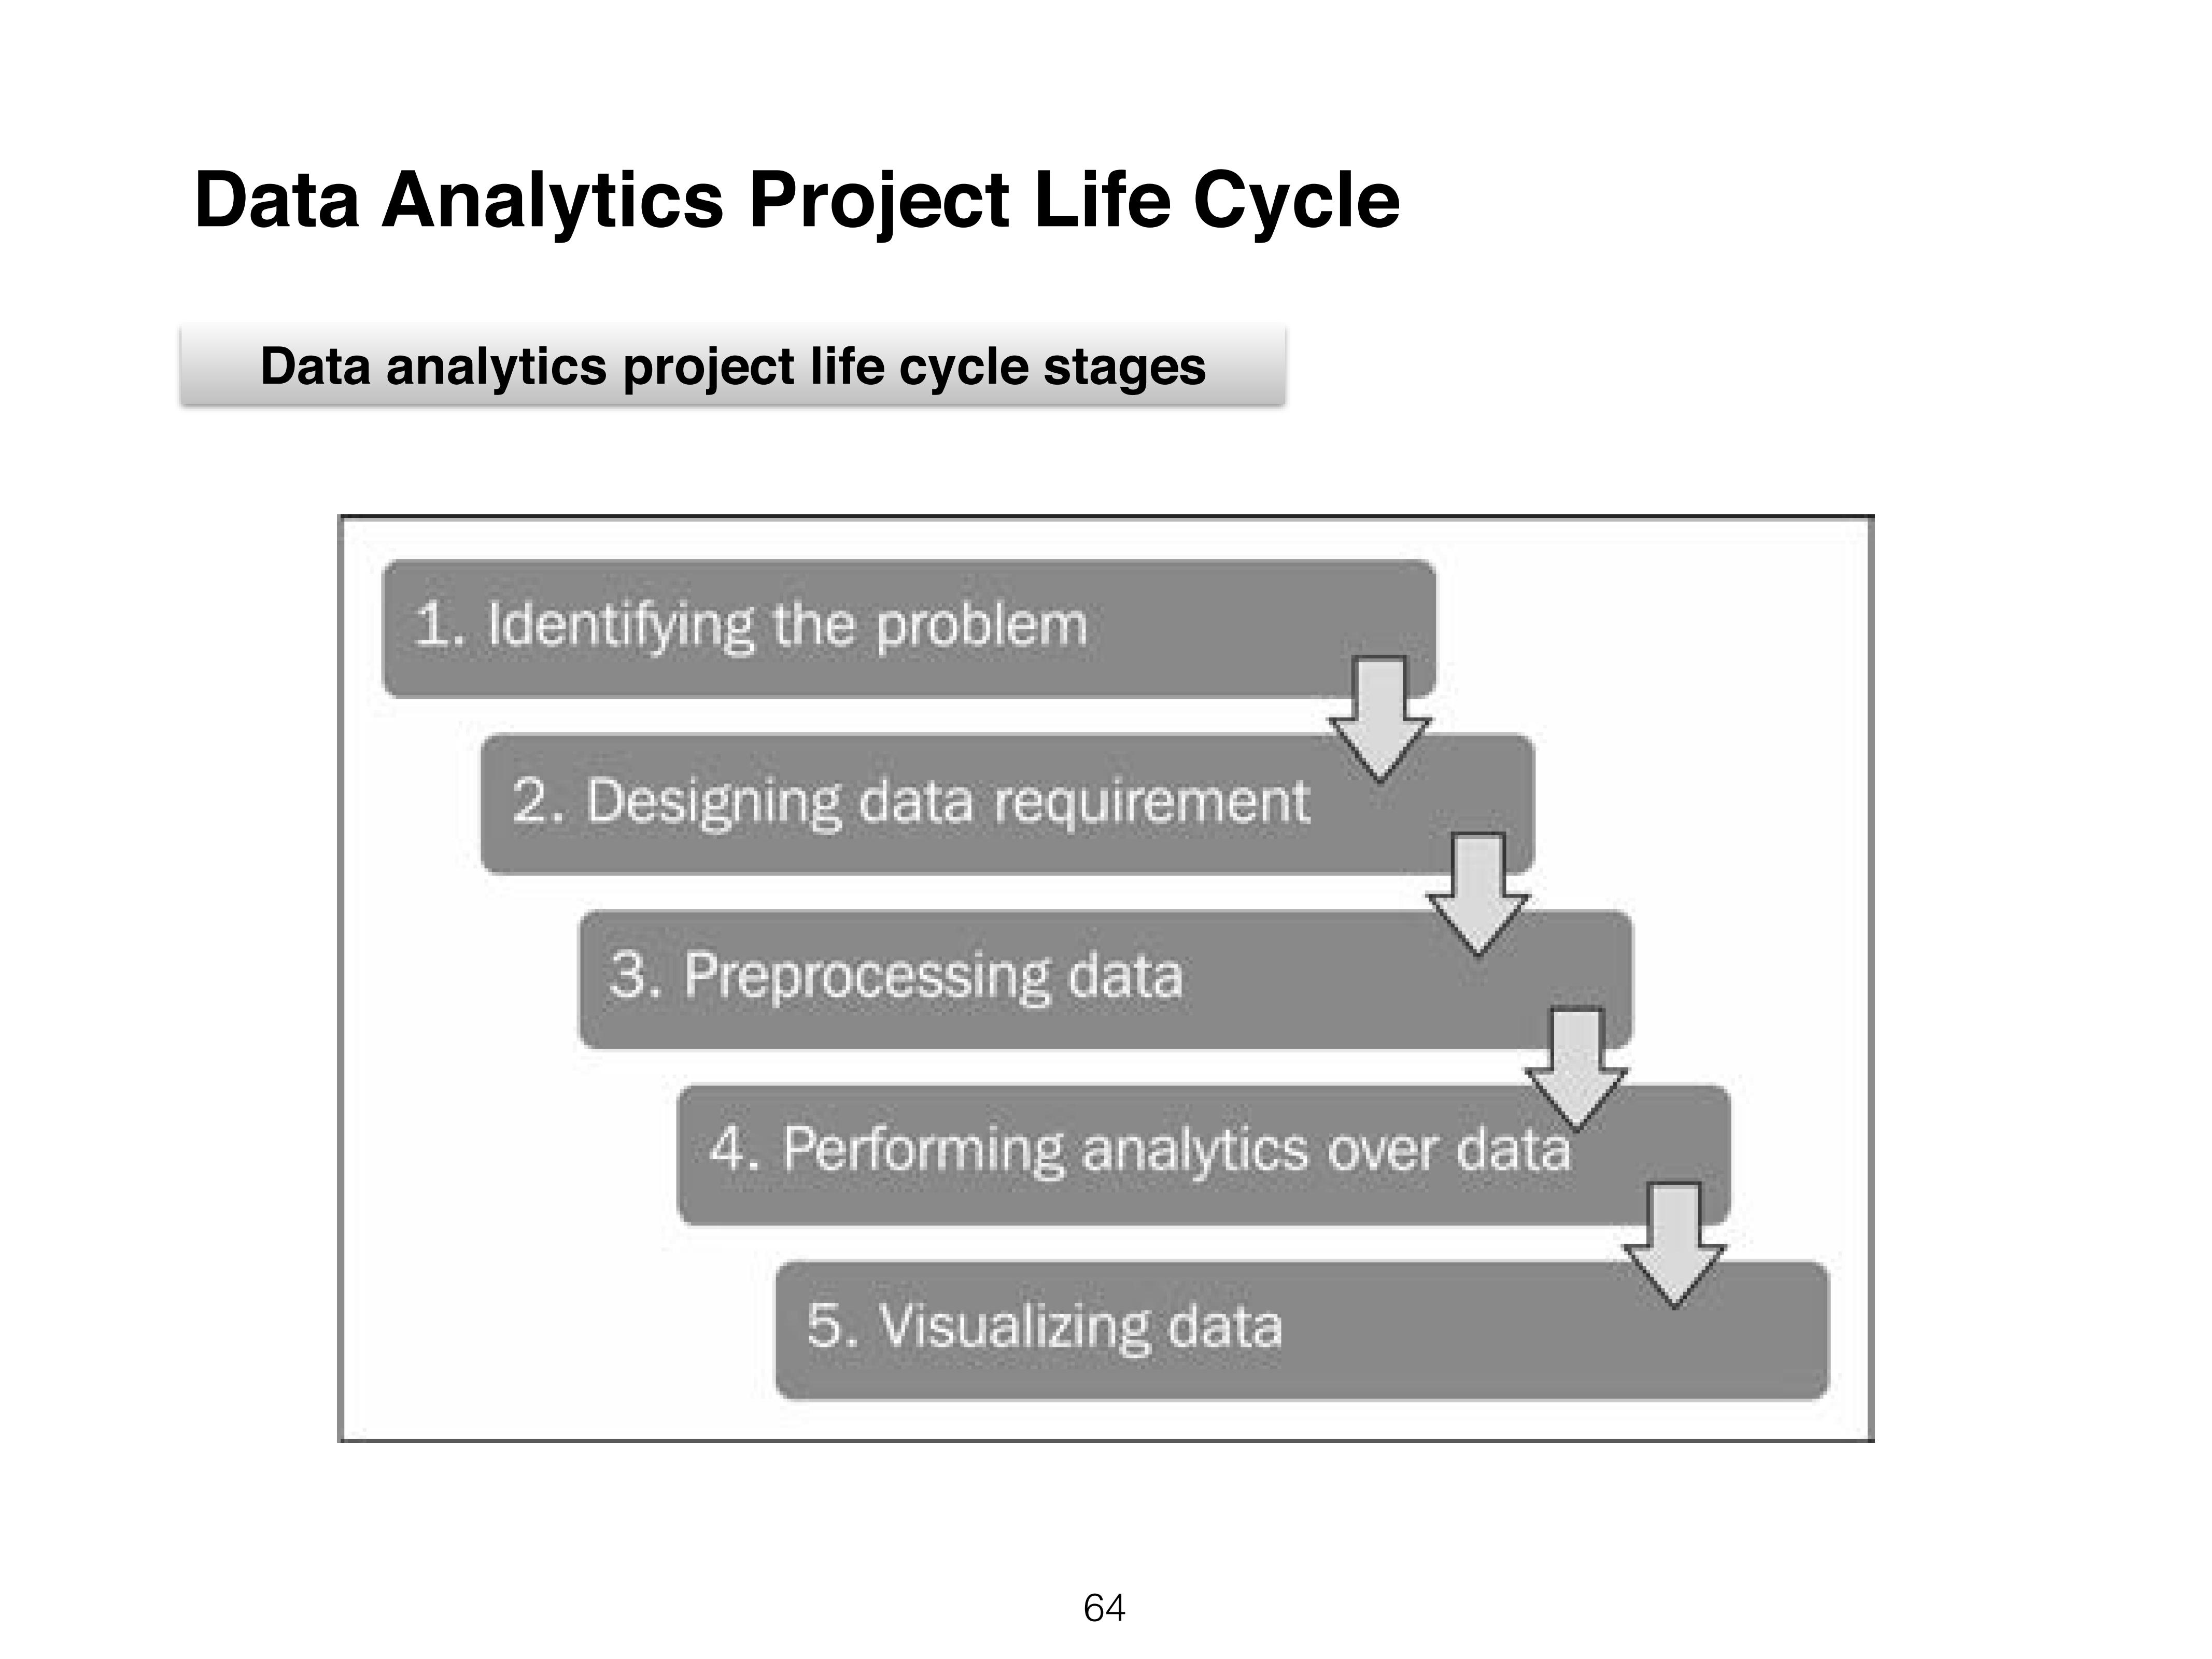 Data Analytics Project Life Cycle
Data analytics project life cycle stages
1. Identifying the problem
2. Designing data requirement
3. Preprocessing data
4. Performing analytics over data
5. Visualizing data
64